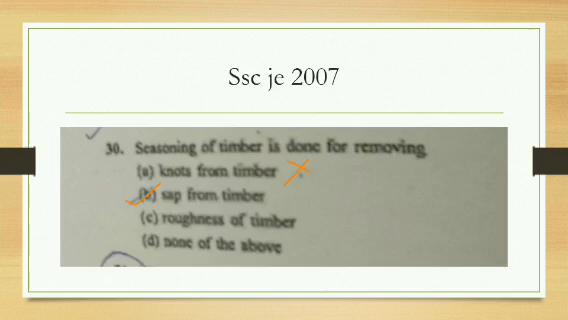 Ssc je 2007
30. Seasoning of timber is done for removing
(a) knots from timber
(b) sap from timber
(c) roughness of timber
(d) none of the above